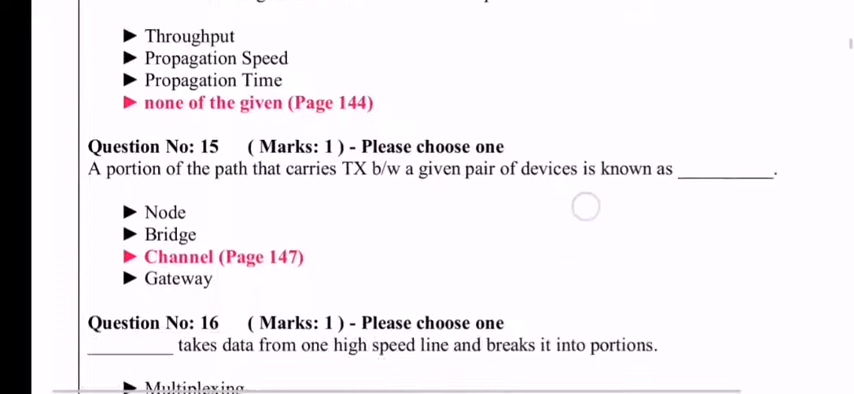 ► Throughput
► Propagation Speed
► Propagation Time
► none of the given (Page 144)
Question No: 15 ( Marks: 1 ) - Please choose one
A portion of the path that carries TX b/w a given pair of devices is known as __________.
► Node
► Bridge
► Channel (Page 147)
► Gateway
Question No: 16 ( Marks: 1 ) - Please choose one
_________ takes data from one high speed line and breaks it into portions.
► Multiplexing